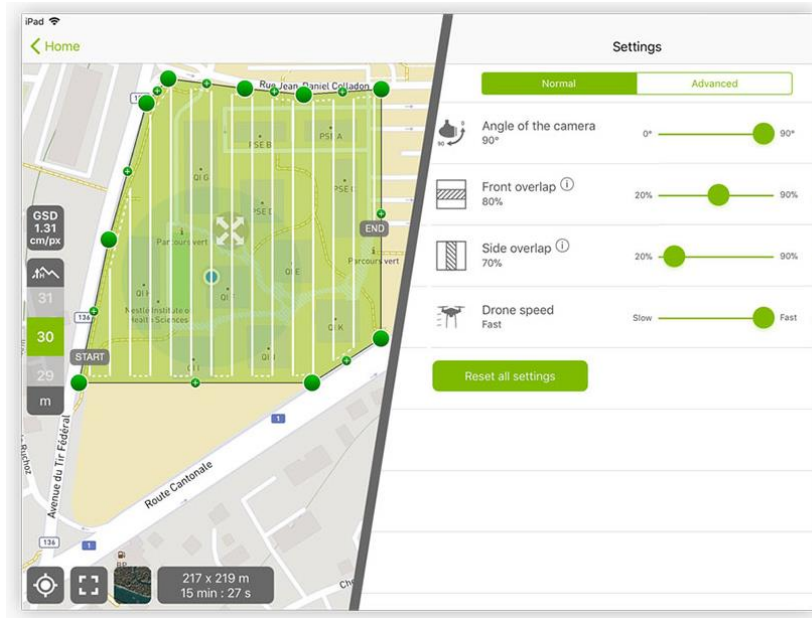 iPad
Home
Settings
Normal
Advanced
Rue Jean-Daniel Colladon
PSE B
PSE A
QI G
PSE C
Parcours vert
END
Parcours vert
QI E
QI H
Nestlé Institute of
Health Sciences
QI K
QI I
START
GSD
1.31
cm/px
31
30
29
m
136
136
1
1
Avenue du Tir Fédéral
Route Cantonale
BP
217 x 219 m
15 min : 27 s
Angle of the camera
90°
0°
90°
Front overlap
80%
20%
90%
Side overlap
70%
20%
90%
Drone speed
Fast
Slow
Fast
Reset all settings